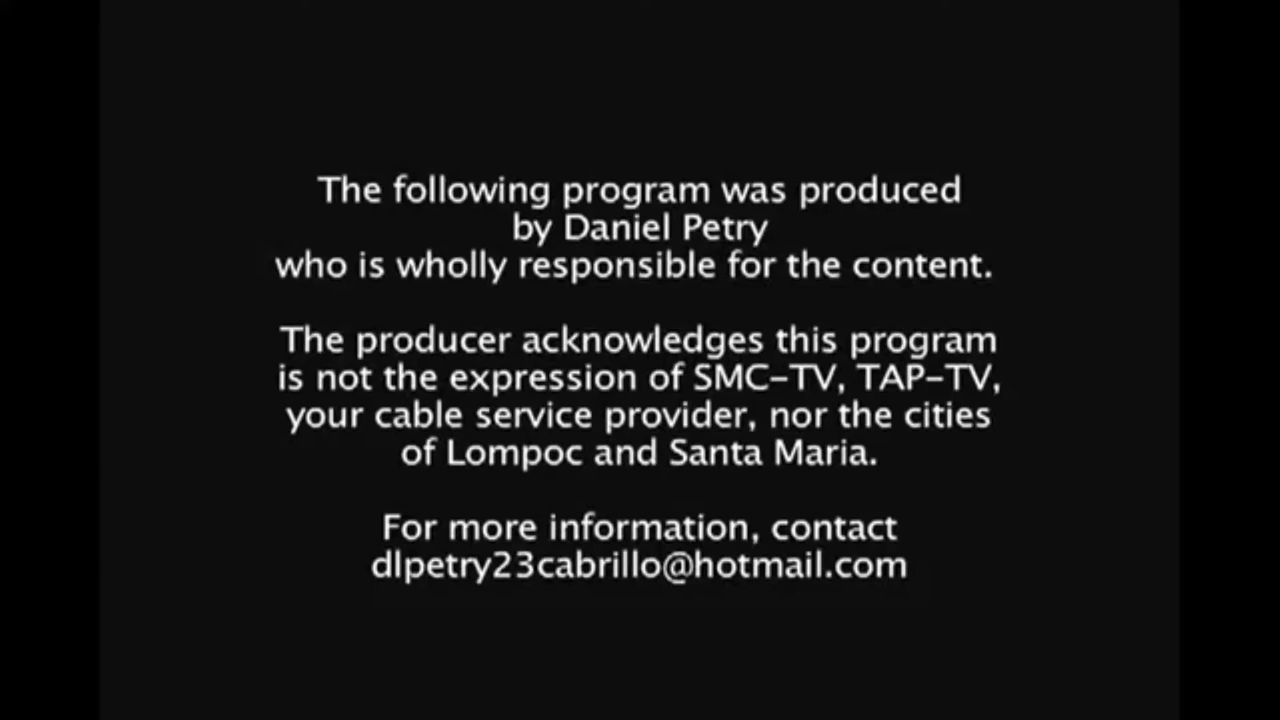 The following program was produced
by Daniel Petry
who is wholly responsible for the content.
The producer acknowledges this program
is not the expression of SMC-TV, TAP-TV,
your cable service provider, nor the cities
of Lompoc and Santa Maria.
For more information, contact
dlpetry23cabrillo@hotmail.com